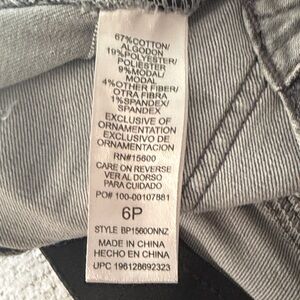 67%COTTON/
ALGODON
19%POLYESTER/
POLIESTER
9%MODAL/
MODAL
4%OTHER FIBER/
OTRA FIBRA
1%SPANDEX/
SPANDEX
EXCLUSIVE OF
ORNAMENTATION
EXCLUSIVO DE
ORNAMENTACION
RN#15600
CARE ON REVERSE
VER AL DORSO
PARA CUIDADO
PO# 100-00107881
6P
STYLE BP1560ONNZ
MADE IN CHINA
HECHO EN CHINA
UPC 196128692323